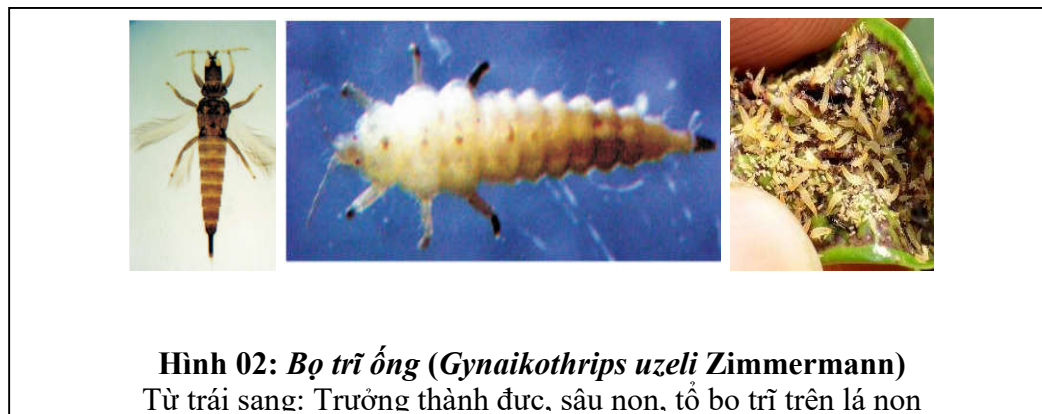 Hình 02: Bọ trĩ ống (Gynaikothrips uzeli Zimmermann)
Từ trái sang: Trưởng thành đực, sâu non, tổ bọ trĩ trên lá non